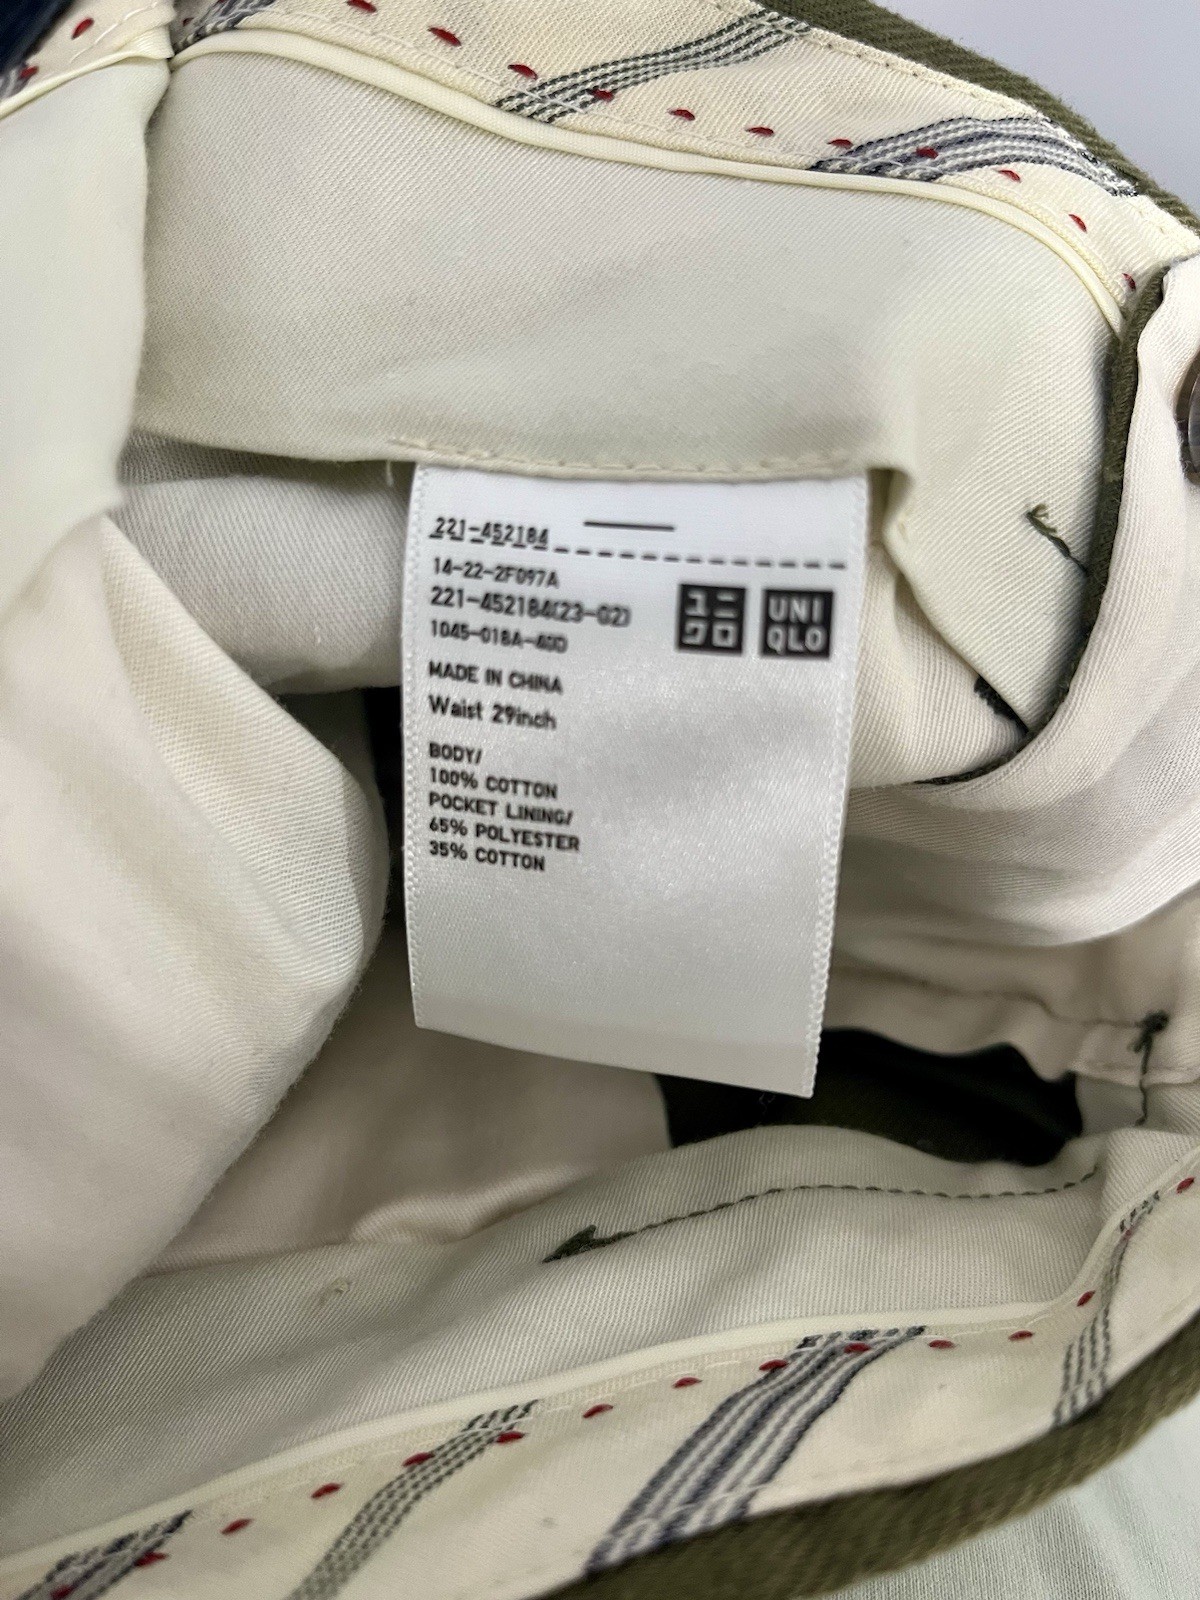 221-452184
14-22-2F097A
221-452184(23-02)
1045-018A-40D
ユニ
クロ
UNI
QLO
MADE IN CHINA
Waist 29inch
BODY/
100% COTTON
POCKET LINING/
65% POLYESTER
35% COTTON